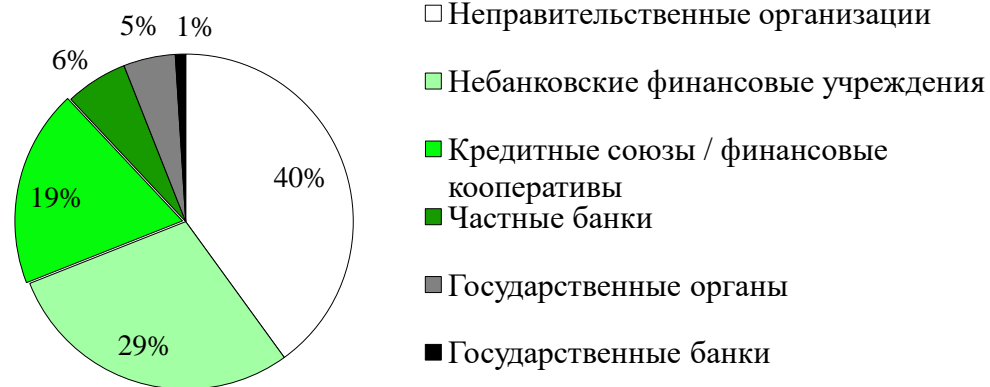 5%
1%
6%
40%
19%
29%
Неправительственные организации
Небанковские финансовые учреждения
Кредитные союзы / финансовые
кооперативы
Частные банки
Государственные органы
Государственные банки